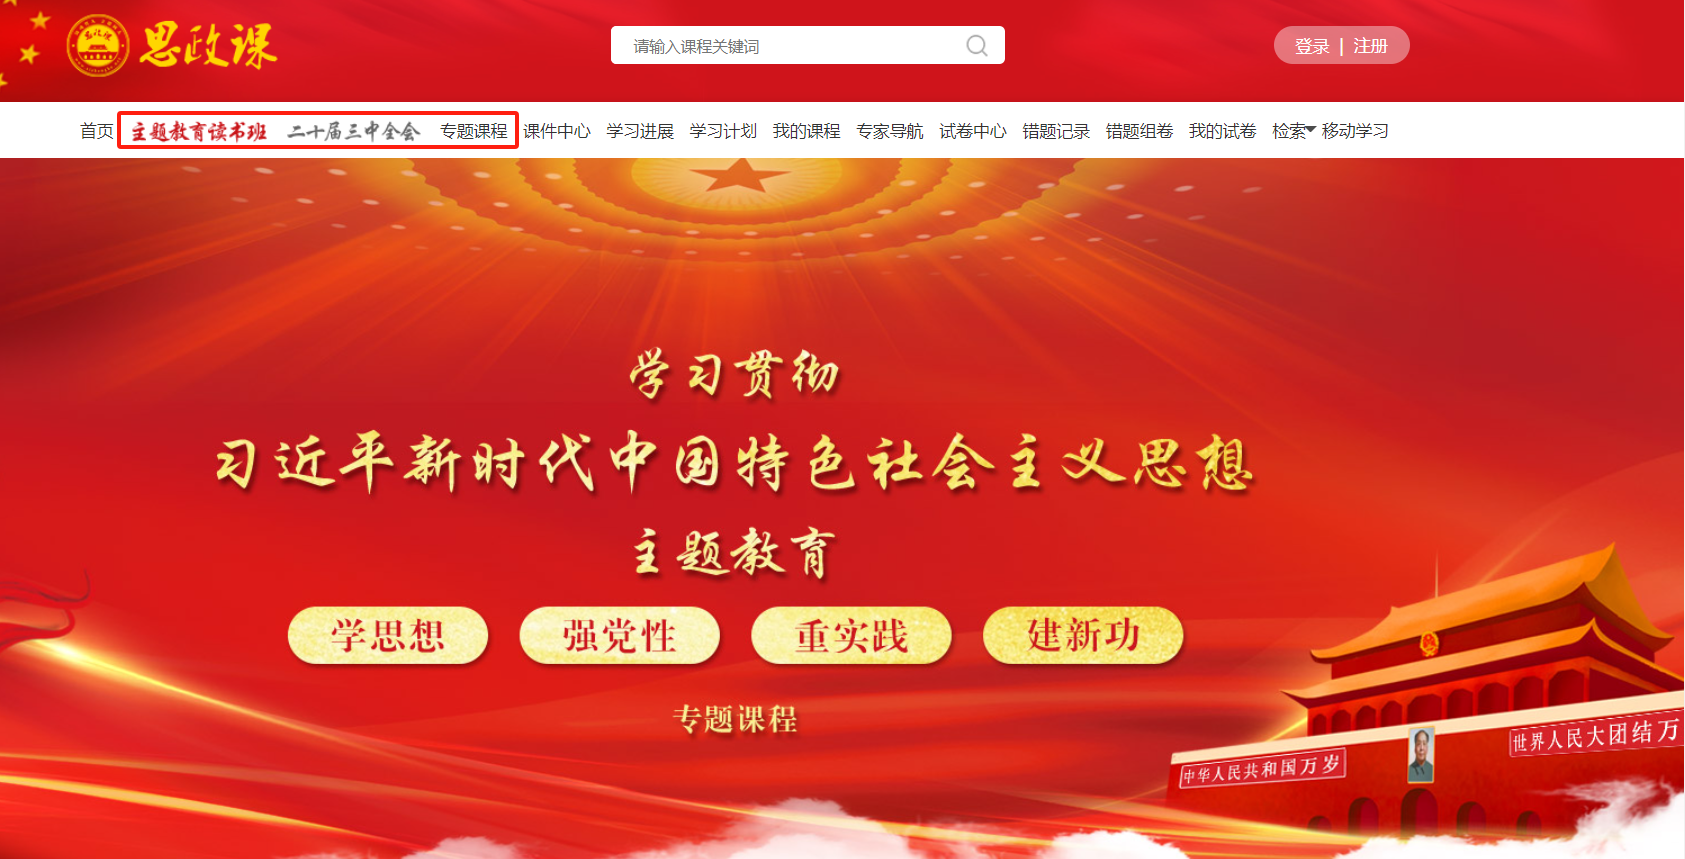 思政课
请输入课程关键词
登录 | 注册
首页 主题教育读书班 二十届三中全会 专题课程 课件中心 学习进展 学习计划 我的课程 专家导航 试卷中心 错题记录 错题组卷 我的试卷 检索 移动学习
学习贯彻
习近平新时代中国特色社会主义思想
主题教育
学思想 强党性 重实践 建新功
专题课程
中华人民共和国万岁
世界人民大团结万